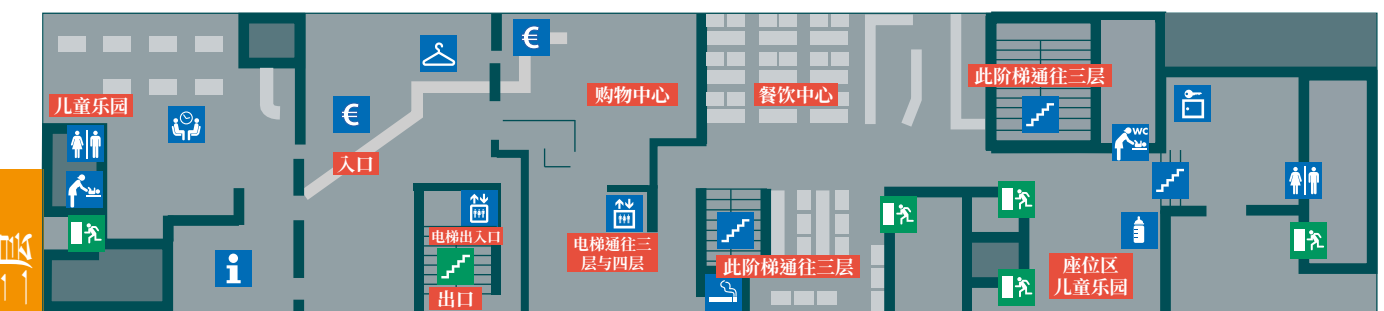 二层
儿童乐园
€
€
入口
购物中心
餐饮中心
此阶梯通往三层
WC
电梯出入口
出口
电梯通往三
层与四层
此阶梯通往三层
座位区
儿童乐园
i